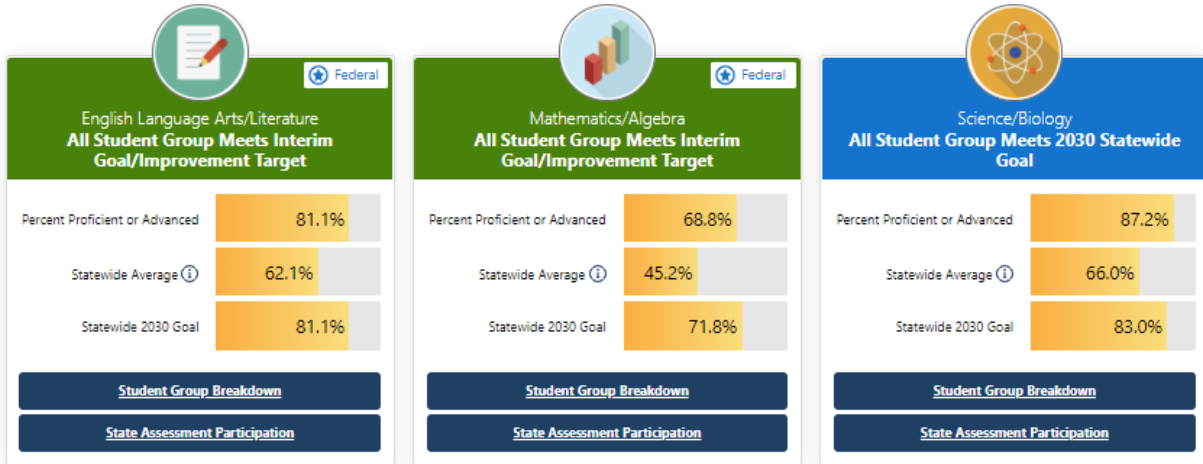 Federal
English Language Arts/Literature
All Student Group Meets Interim
Goal/Improvement Target
Percent Proficient or Advanced
81.1%
Statewide Average
62.1%
Statewide 2030 Goal
81.1%
Student Group Breakdown
State Assessment Participation
Federal
Mathematics/Algebra
All Student Group Meets Interim
Goal/Improvement Target
Percent Proficient or Advanced
68.8%
Statewide Average
45.2%
Statewide 2030 Goal
71.8%
Student Group Breakdown
State Assessment Participation
Science/Biology
All Student Group Meets 2030 Statewide
Goal
Percent Proficient or Advanced
87.2%
Statewide Average
66.0%
Statewide 2030 Goal
83.0%
Student Group Breakdown
State Assessment Participation